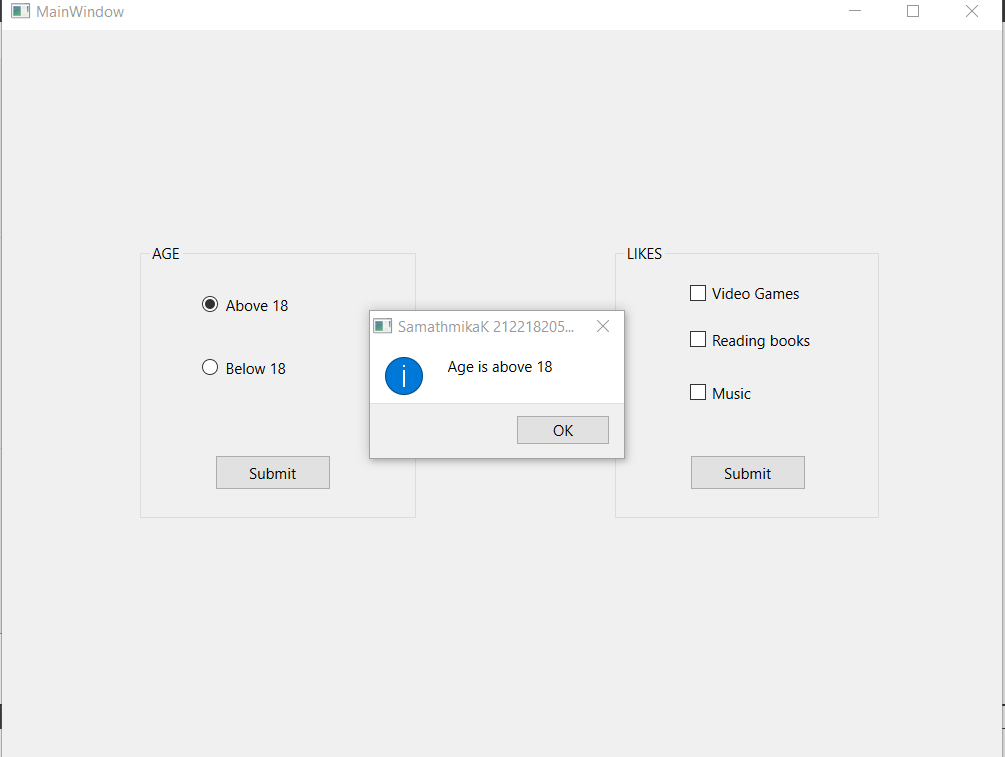 MainWindow
AGE
Above 18
Below 18
Submit
SamathmikaK 212218205...
Age is above 18
OK
LIKES
Video Games
Reading books
Music
Submit